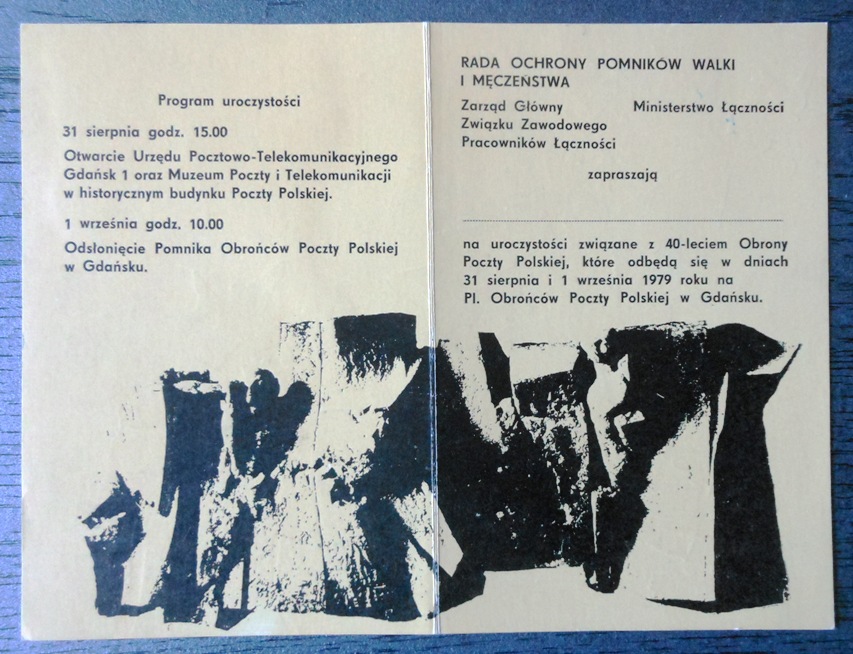 Program uroczystości
31 sierpnia godz. 15.00
Otwarcie Urzędu Pocztowo-Telekomunikacyjnego
Gdańsk 1 oraz Muzeum Poczty i Telekomunikacji
w historycznym budynku Poczty Polskiej.
1 września godz. 10.00
Odsłonięcie Pomnika Obrońców Poczty Polskiej
w Gdańsku.
RADA OCHRONY POMNIKÓW WALKI
I MĘCZEŃSTWA
Zarząd Główny
Związku Zawodowego
Pracowników Łączności
Ministerstwo Łączności
zapraszają
na uroczystości związane z 40-leciem Obrony
Poczty Polskiej, które odbędą się w dniach
31 sierpnia i 1 września 1979 roku na
Pl. Obrońców Poczty Polskiej w Gdańsku.